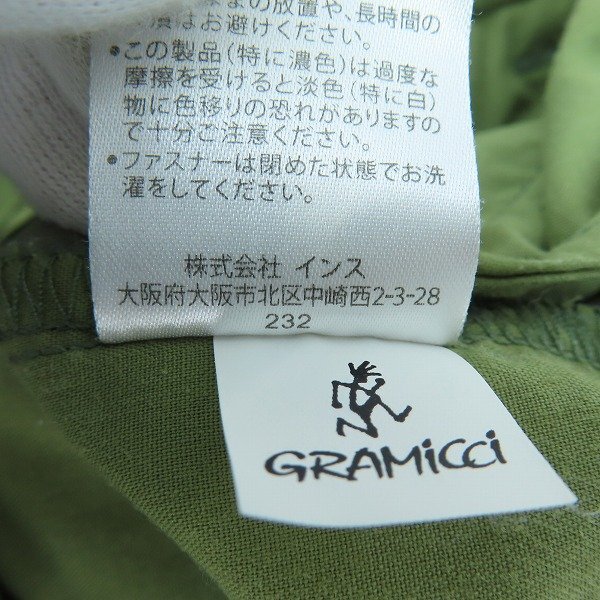 まの放置や、長時間の
はお避けください。
•この製品(特に濃色)は過度な
摩擦を受けると淡色(特に白)
物に色移りの恐れがありますの
で十分ご注意ください。
•ファスナーは閉めた状態でお洗
濯をしてください。
株式会社 インス
大阪府大阪市北区中崎西2-3-28
232
GRAMiCCi